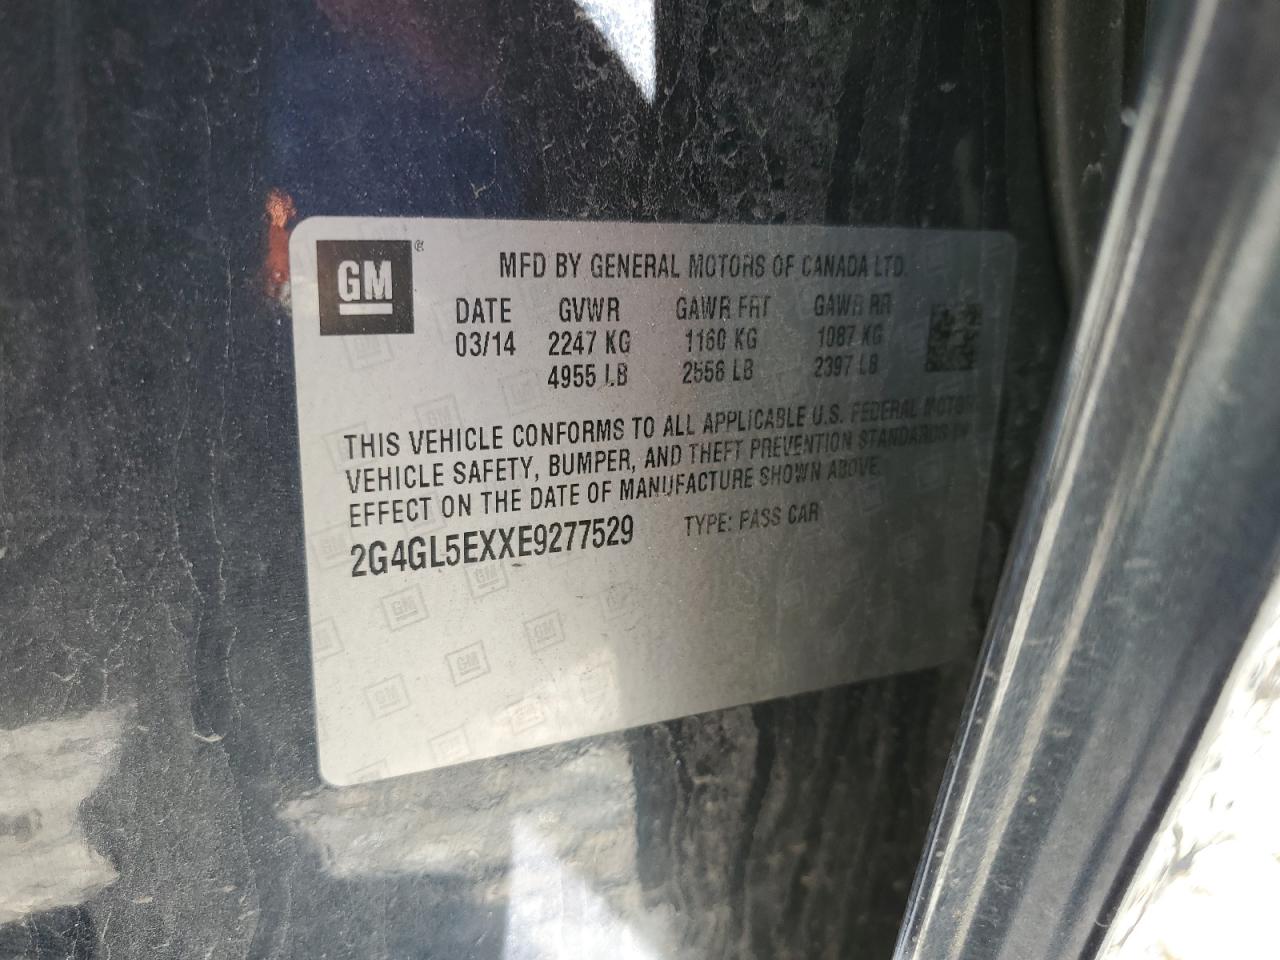 GM ®
MFD BY GENERAL MOTORS OF CANADA LTD.
DATE GVWR GAWR FRT GAWR RR
03/14 2247 KG 1160 KG 1087 KG
4955 LB 2558 LB 2397 LB
THIS VEHICLE CONFORMS TO ALL APPLICABLE U.S. FEDERAL MOTOR
VEHICLE SAFETY, BUMPER, AND THEFT PREVENTION STANDARDS IN
EFFECT ON THE DATE OF MANUFACTURE SHOWN ABOVE.
2G4GL5EXXE9277529 TYPE: PASS CAR